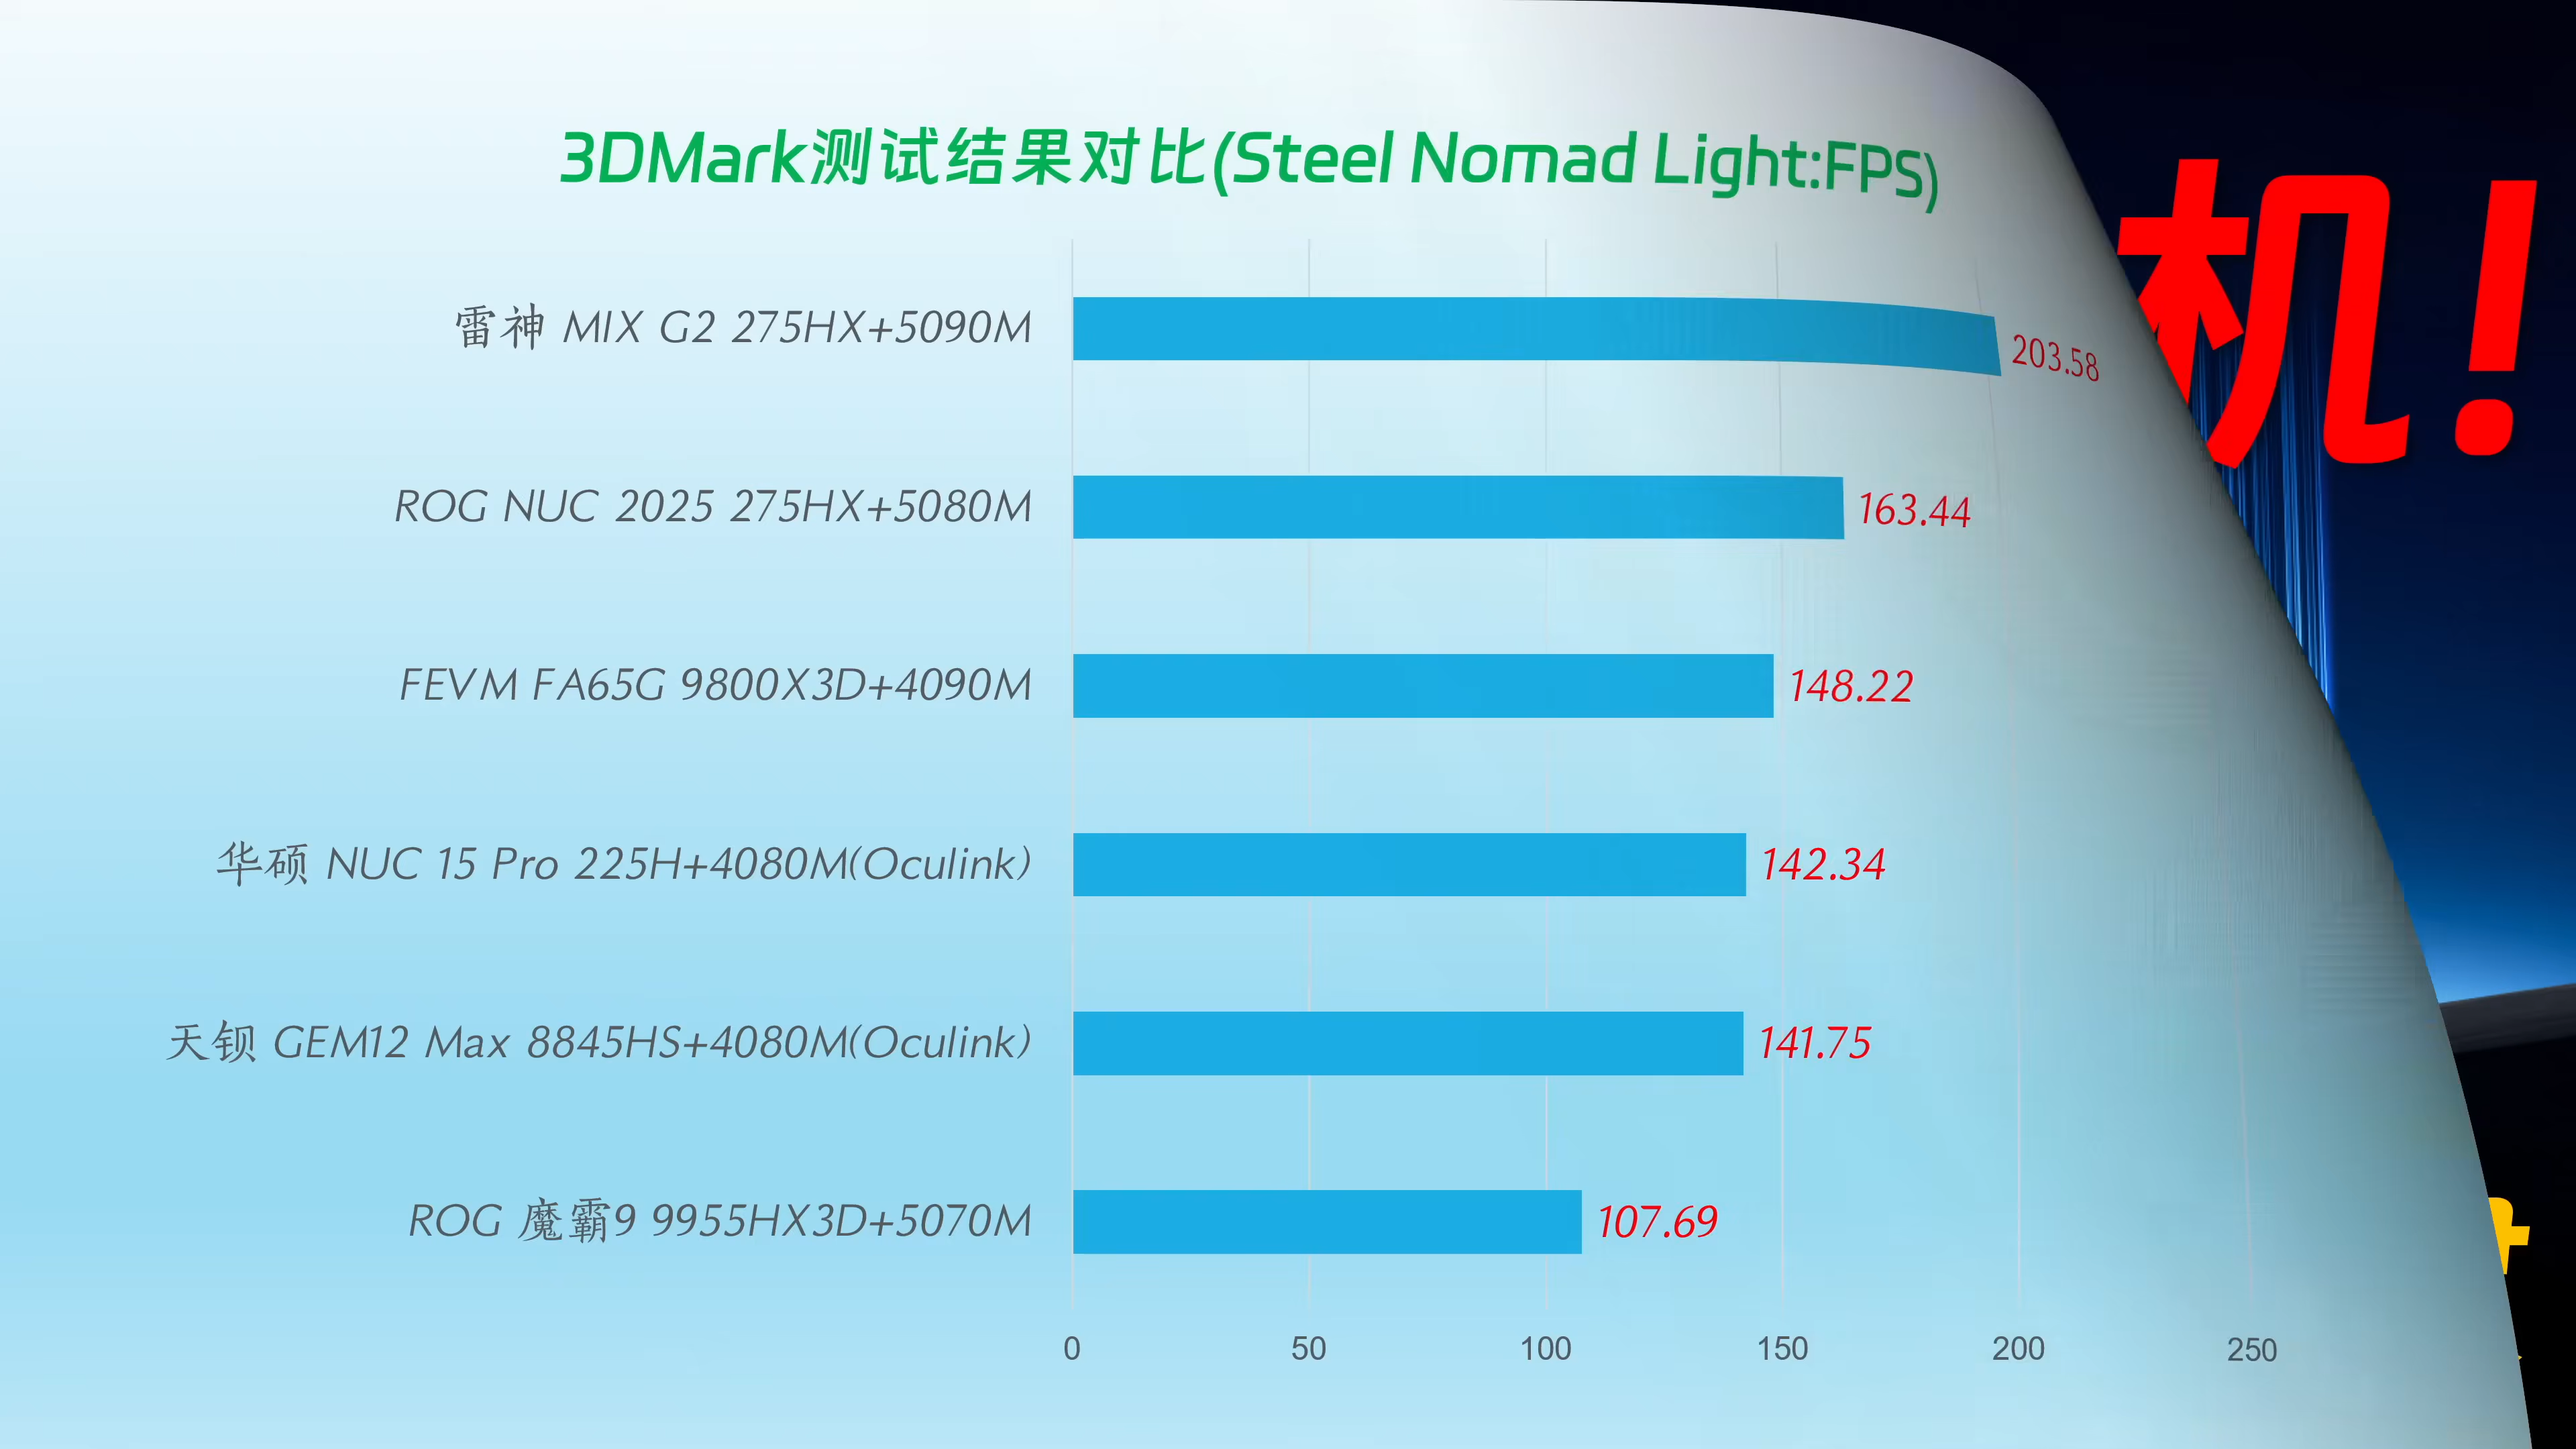 3DMark测试结果对比(Steel Nomad Light:FPS)
机!
雷神 MIX G2 275HX+5090M 203.58
ROG NUC 2025 275HX+5080M 163.44
FEVM FA65G 9800X3D+4090M 148.22
华硕 NUC 15 Pro 225H+4080M(Oculink) 142.34
天钡 GEM12 Max 8845HS+4080M(Oculink) 141.75
ROG 魔霸9 9955HX3D+5070M 107.69
0 50 100 150 200 250